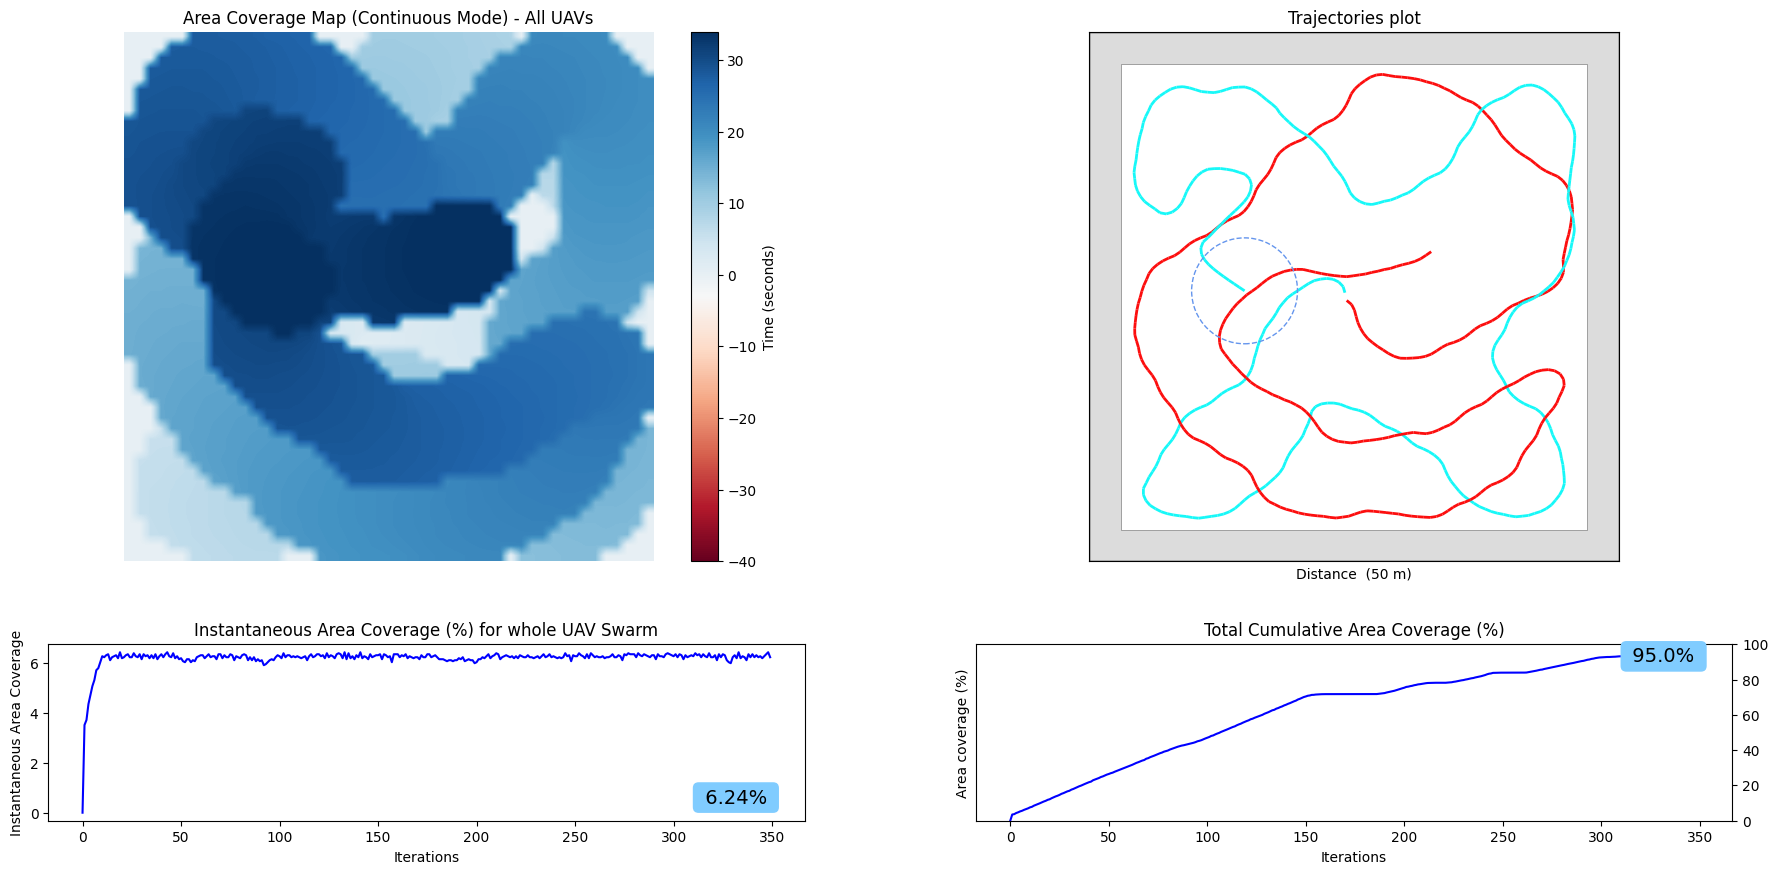 Area Coverage Map (Continuous Mode) - All UAVs
30
20
10
0
−10
−20
−30
−40
Time (seconds)
Trajectories plot
Distance  (50 m)
Instantaneous Area Coverage (%) for whole UAV Swarm
Instantaneous Area Coverage
6
4
2
0
6.24%
0 50 100 150 200 250 300 350
Iterations
Total Cumulative Area Coverage (%)
Area coverage (%)
95.0%
100
80
60
40
20
0
0 50 100 150 200 250 300 350
Iterations